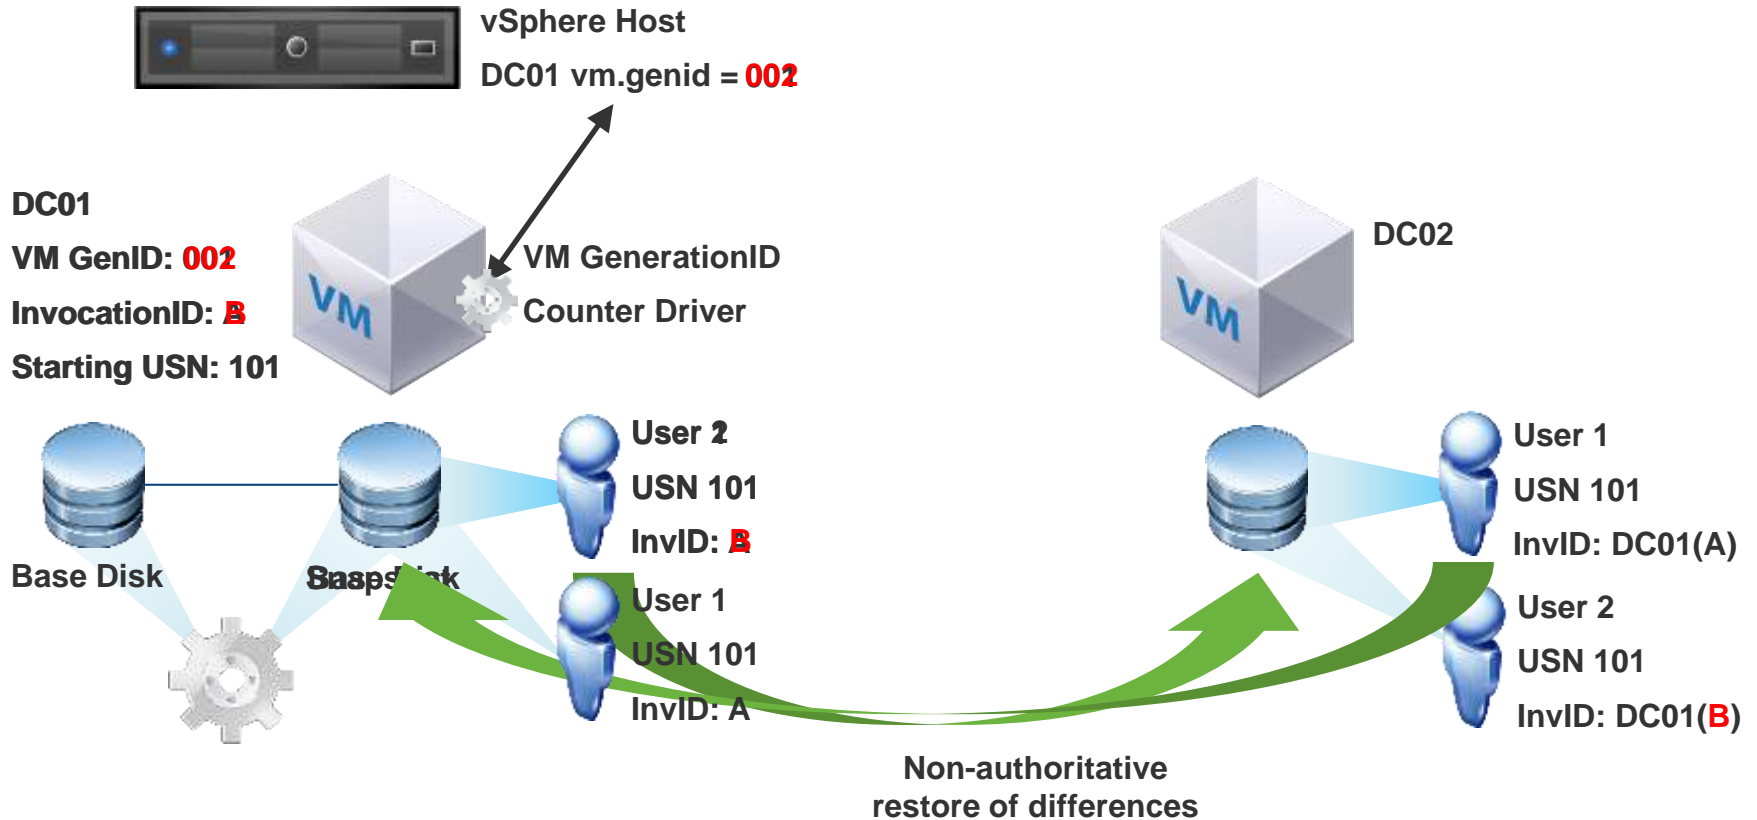 vSphere Host
DC01 vm.genid = 002
DC01
VM GenID: 002
InvocationID: B
Starting USN: 101
VM
VM GenerationID
Counter Driver
VM
DC02
User 2
USN 101
InvID: B
User 1
USN 101
InvID: DC01(A)
Base Disk
User 1
USN 101
InvID: A
User 2
USN 101
InvID: DC01(B)
Non-authoritative
restore of differences